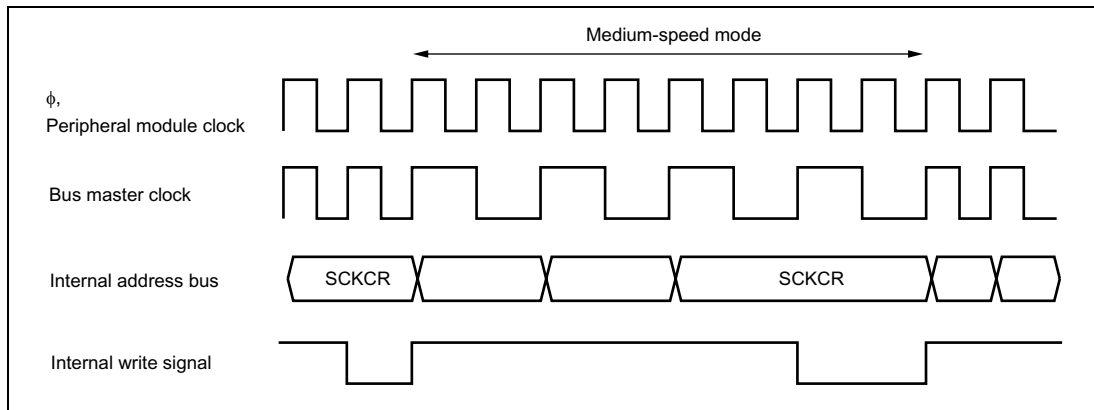 Medium-speed mode
ϕ,
Peripheral module clock
Bus master clock
Internal address bus
SCKCR
SCKCR
Internal write signal